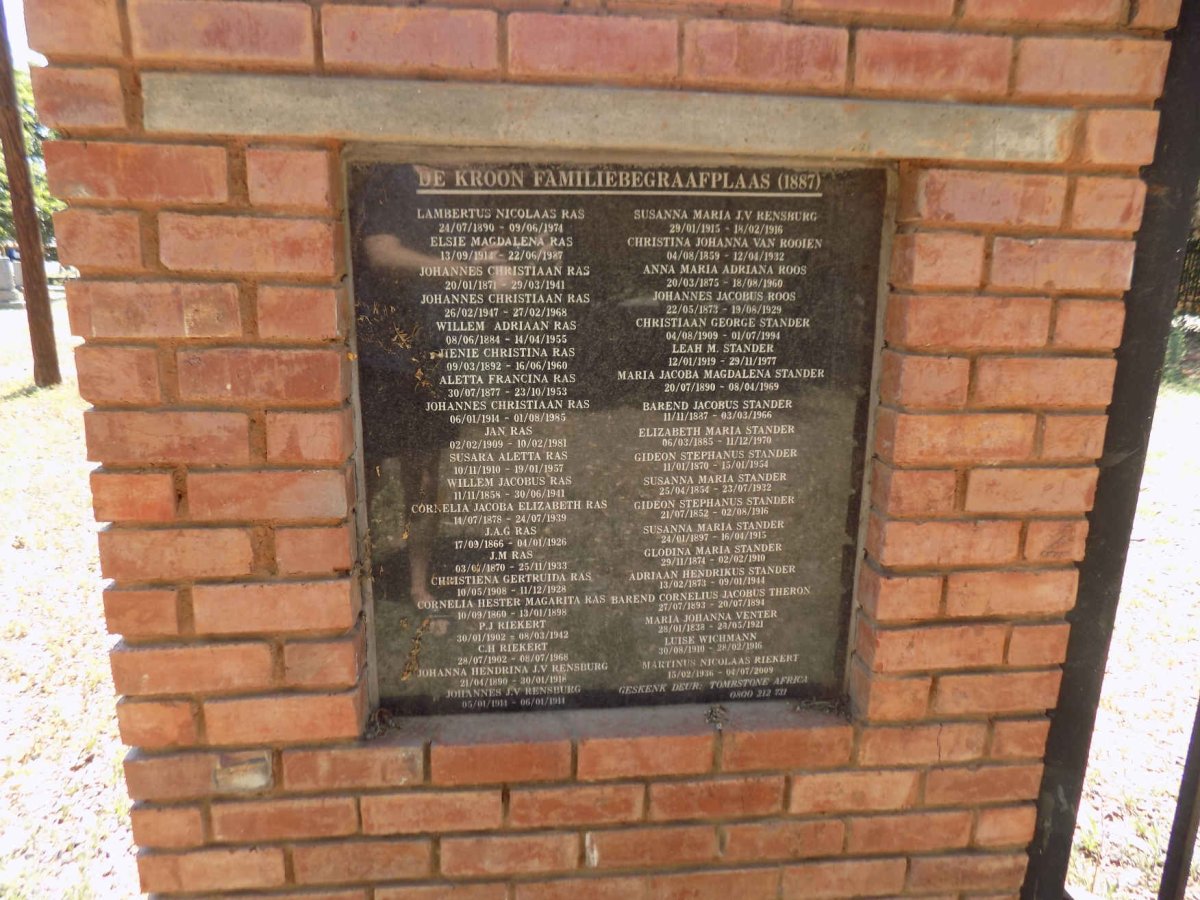 DE KROON FAMILIEBEGRAAFPLAAS (1887)
LAMBERTUS NICOLAAS RAS
24/07/1890 - 09/06/1974
ELSIE MAGDALENA RAS
13/09/1914 - 22/06/1987
JOHANNES CHRISTIAAN RAS
20/01/1871 - 29/03/1941
JOHANNES CHRISTIAAN RAS
26/02/1947 - 27/02/1968
WILLEM ADRIAAN RAS
08/06/1884 - 14/04/1955
HENIE CHRISTINA RAS
09/03/1892 - 16/06/1960
ALETTA FRANCINA RAS
30/07/1877 - 23/10/1953
JOHANNES CHRISTIAAN RAS
06/01/1914 - 01/08/1985
JAN RAS
02/02/1909 - 10/02/1981
SUSARA ALETTA RAS
10/11/1910 - 19/01/1957
WILLEM JACOBUS RAS
11/11/1858 - 30/06/1941
CORNELIA JACOBA ELIZABETH RAS
14/07/1878 - 24/07/1939
J.A.G RAS
17/09/1866 - 04/01/1926
J.M RAS
- 25/11/1933
CHRISTIENA GERTRUIDA RAS
10/05/1908 - 11/12/1928
CORNELIA HESTER MAGARITA RAS
10/09/1860 - 13/01/1898
P.J RIEKERT
30/01/1902 - 08/03/1942
C.H RIEKERT
28/07/1902 - 08/07/1968
JOHANNA HENDRINA J.V RENSBURG
21/04/1890 - 30/01/1918
JOHANNES J.V RENSBURG
05/01/1914 - 06/01/1914
SUSANNA MARIA J.V RENSBURG
29/01/1915 - 18/02/1916
CHRISTINA JOHANNA VAN ROOIEN
04/08/1859 - 12/04/1932
ANNA MARIA ADRIANA ROOS
20/03/1875 - 18/08/1960
JOHANNES JACOBUS ROOS
22/05/1873 - 19/08/1929
CHRISTIAAN GEORGE STANDER
04/08/1909 - 01/07/1994
LEAH M. STANDER
12/01/1919 - 29/11/1977
MARIA JACOBA MAGDALENA STANDER
20/07/1890 - 08/04/1969
BAREND JACOBUS STANDER
11/11/1887 - 03/03/1966
ELIZABETH MARIA STANDER
06/03/1885 - 11/12/1970
GIDEON STEPHANUS STANDER
11/01/1870 - 15/01/1954
SUSANNA MARIA STANDER
25/04/1854 - 23/07/1932
GIDEON STEPHANUS STANDER
21/07/1852 - 02/08/1916
SUSANNA MARIA STANDER
24/01/1897 - 16/04/1915
GLODINA MARIA STANDER
29/11/1874 - 02/02/1910
ADRIAAN HENDRIKUS STANDER
13/02/1873 - 09/01/1944
BAREND CORNELIUS JACOBUS THERON
27/07/1893 - 20/07/1894
MARIA JOHANNA VENTER
28/01/1838 - 23/05/1921
LUISE WICHMANN
30/08/1910 - 28/02/1916
MARTINUS NICOLAAS RIEKERT
15/02/1936 - 04/07/2009
GESKENK DEUR: TOMBSTONE AFRICA
0800 212 721